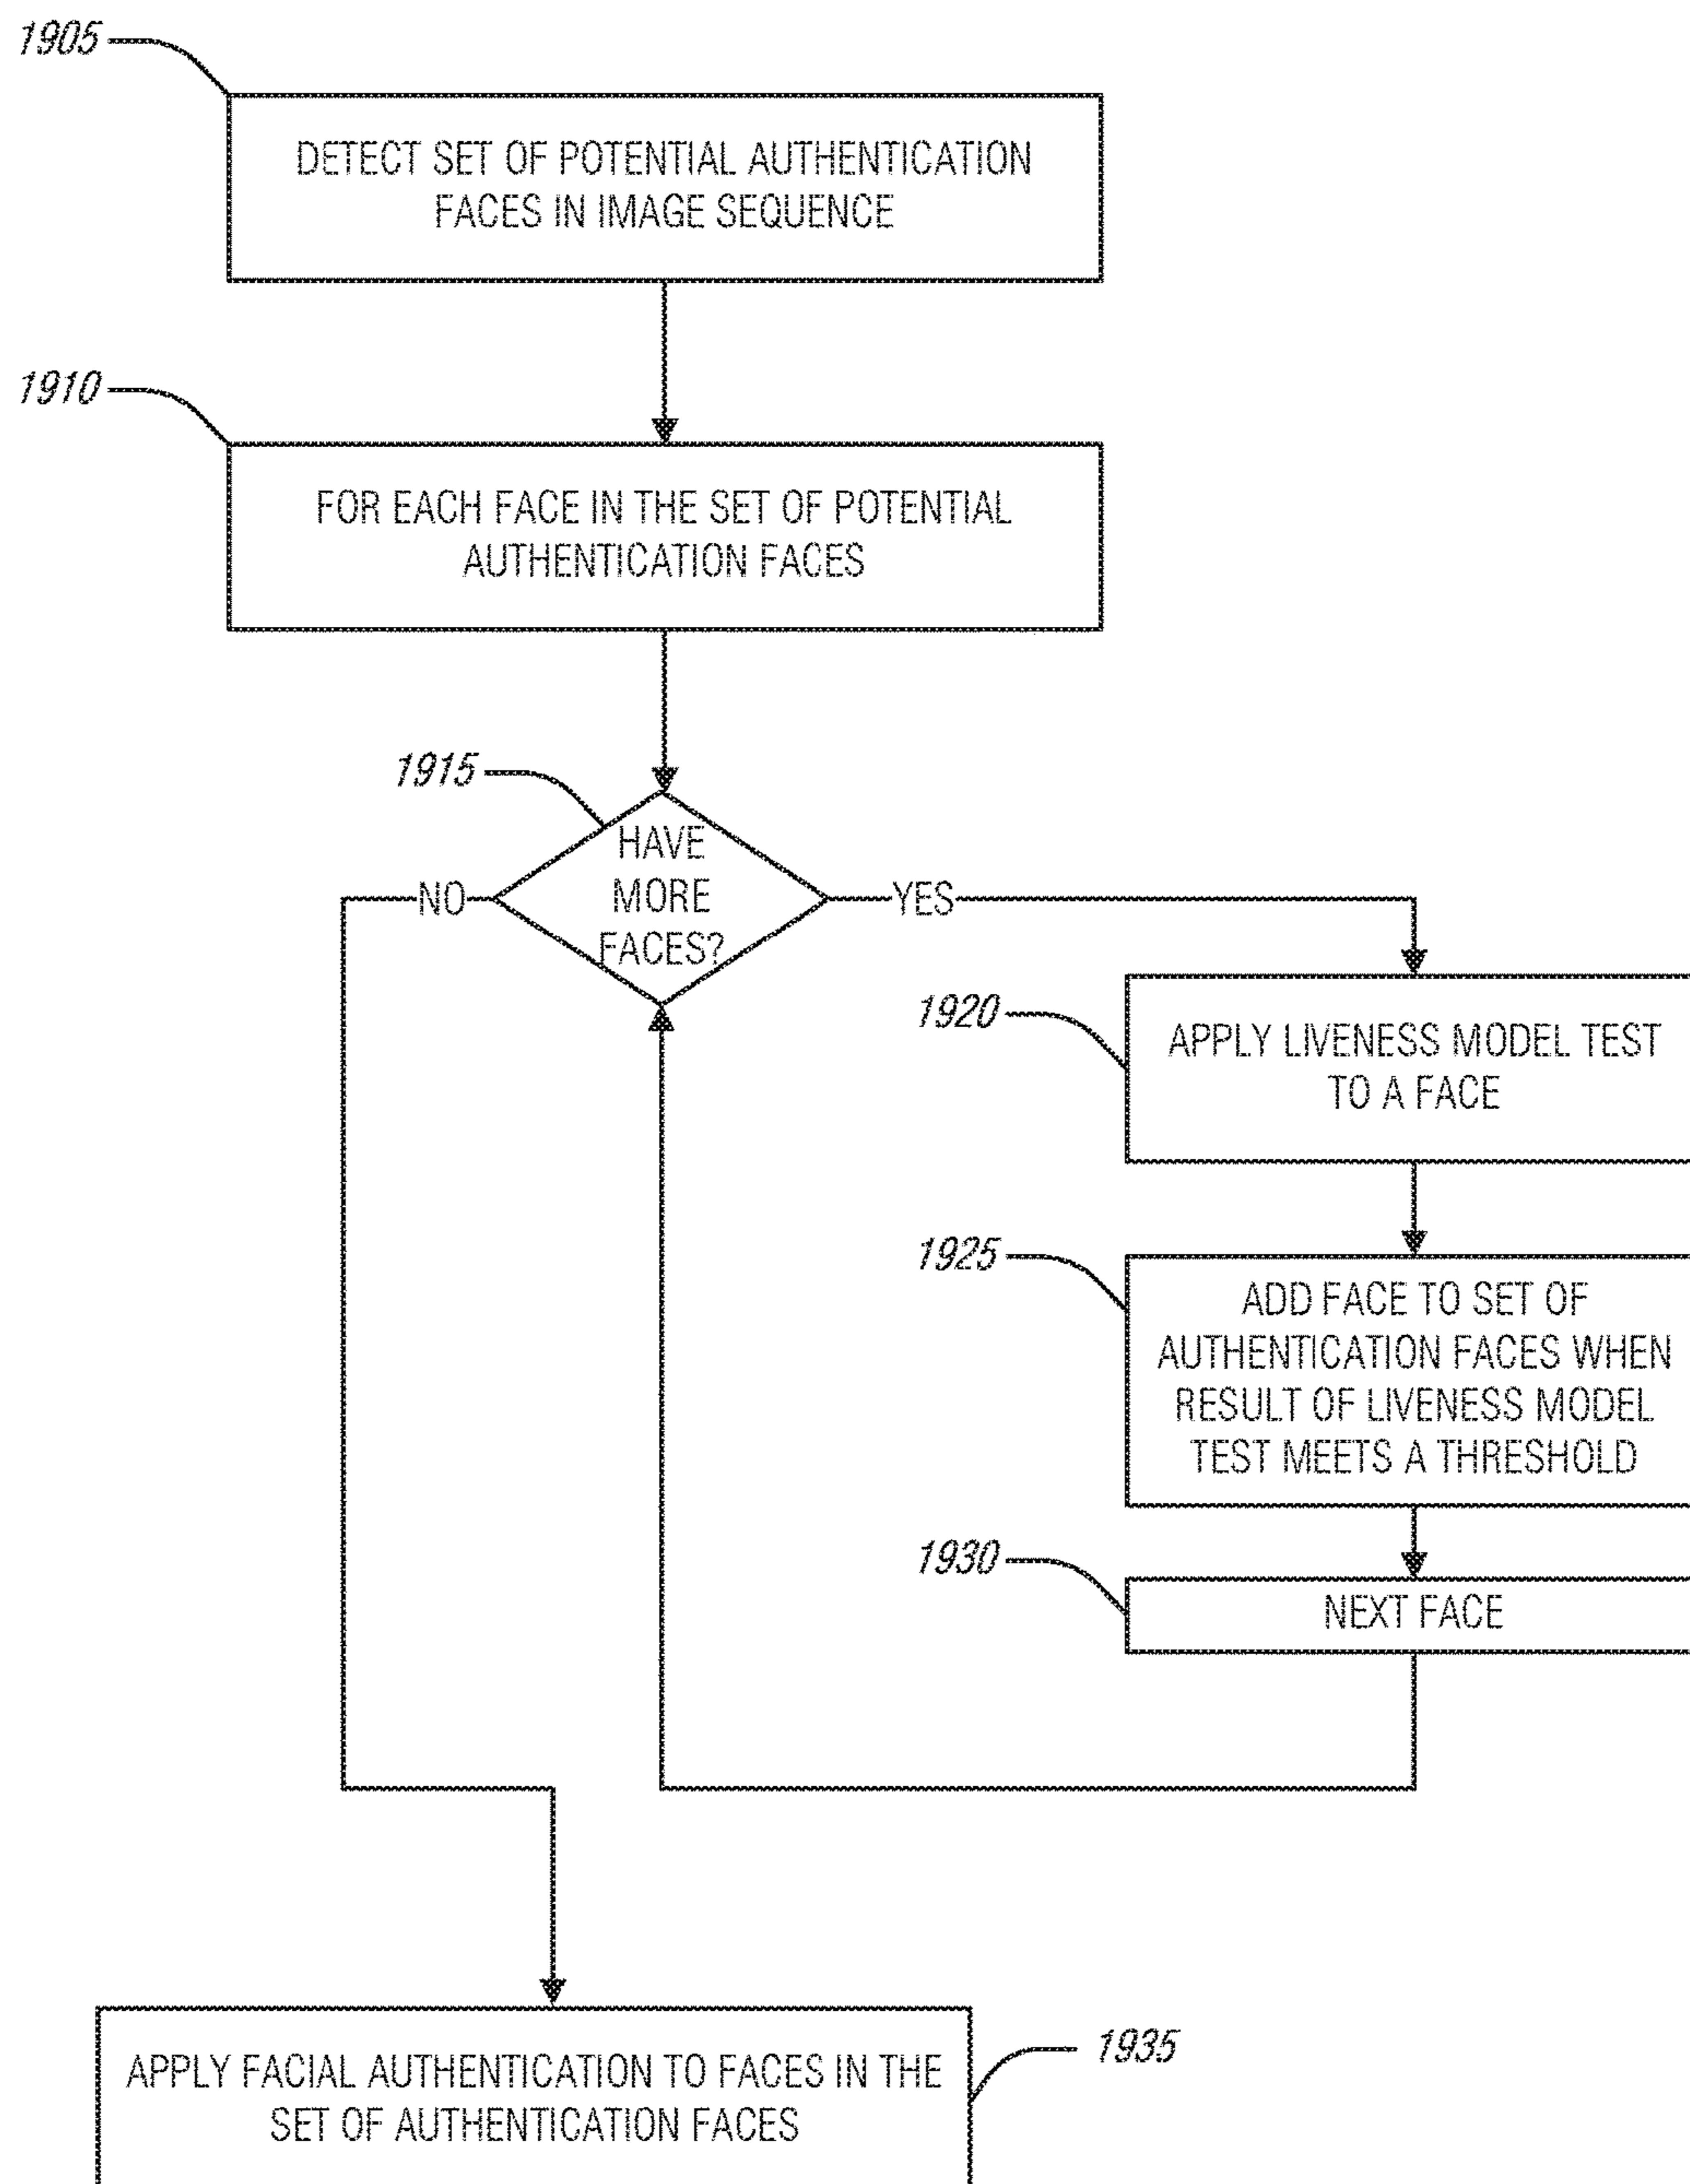 1905
DETECT SET OF POTENTIAL AUTHENTICATION
FACES IN IMAGE SEQUENCE
1910
FOR EACH FACE IN THE SET OF POTENTIAL
AUTHENTICATION FACES
1915
HAVE
MORE
FACES?
NO
YES
1920
APPLY LIVENESS MODEL TEST
TO A FACE
1925
ADD FACE TO SET OF
AUTHENTICATION FACES WHEN
RESULT OF LIVENESS MODEL
TEST MEETS A THRESHOLD
1930
NEXT FACE
1935
APPLY FACIAL AUTHENTICATION TO FACES IN THE
SET OF AUTHENTICATION FACES